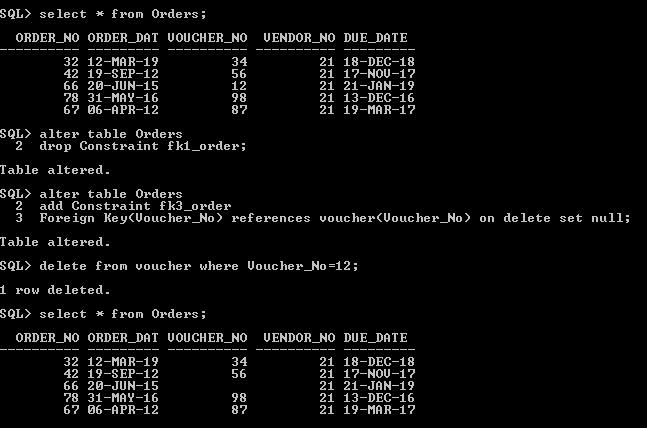 SQL> select * from Orders;
ORDER_NO ORDER_DAT VOUCHER_NO VENDOR_NO DUE_DATE
---------- --------- ---------- ---------- ---------
32 12-MAR-19 34 21 18-DEC-18
42 19-SEP-12 56 21 17-NOV-17
66 20-JUN-15 12 21 21-JAN-19
78 31-MAY-16 98 21 13-DEC-16
67 06-APR-12 87 21 19-MAR-17
SQL> alter table Orders
2 drop Constraint fk1_order;
Table altered.
SQL> alter table Orders
2 add Constraint fk3_order
3 Foreign Key(Voucher_No) references voucher(Voucher_No) on delete set null;
Table altered.
SQL> delete from voucher where Voucher_No=12;
1 row deleted.
SQL> select * from Orders;
ORDER_NO ORDER_DAT VOUCHER_NO VENDOR_NO DUE_DATE
---------- --------- ---------- ---------- ---------
32 12-MAR-19 34 21 18-DEC-18
42 19-SEP-12 56 21 17-NOV-17
66 20-JUN-15 21 21-JAN-19
78 31-MAY-16 98 21 13-DEC-16
67 06-APR-12 87 21 19-MAR-17